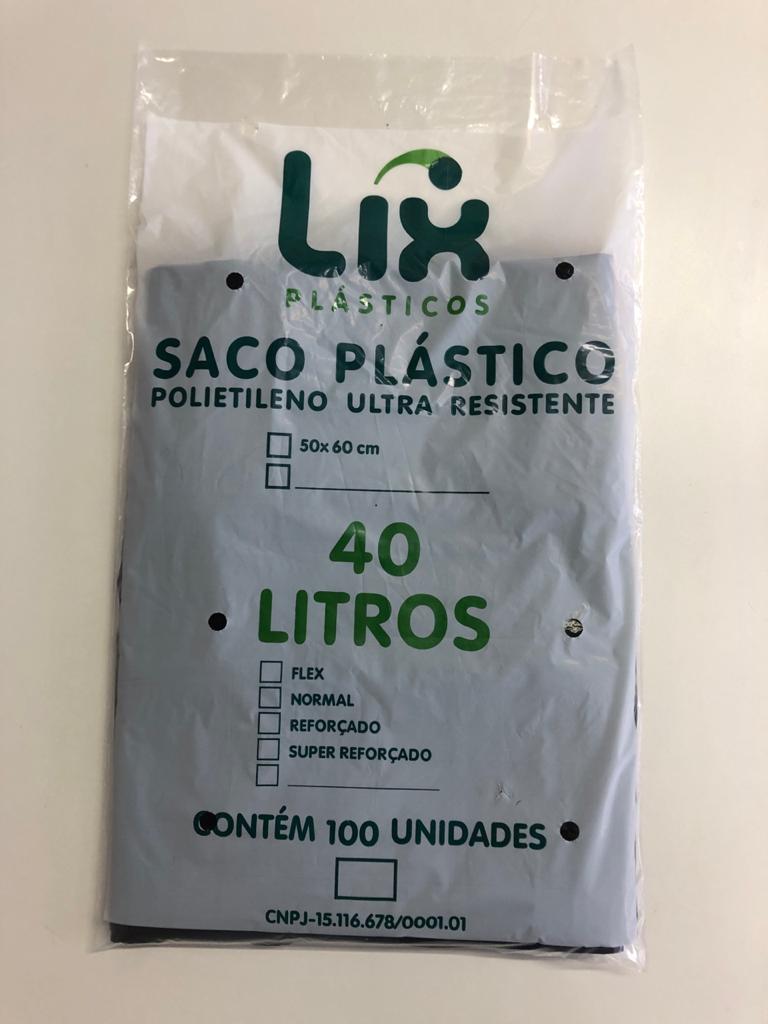 Lix
PLÁSTICOS
SACO PLÁSTICO
POLIETILENO ULTRA RESISTENTE
50x60 cm
40
LITROS
FLEX
NORMAL
REFORÇADO
SUPER REFORÇADO
CONTÉM 100 UNIDADES
CNPJ-15.116.678/0001.01